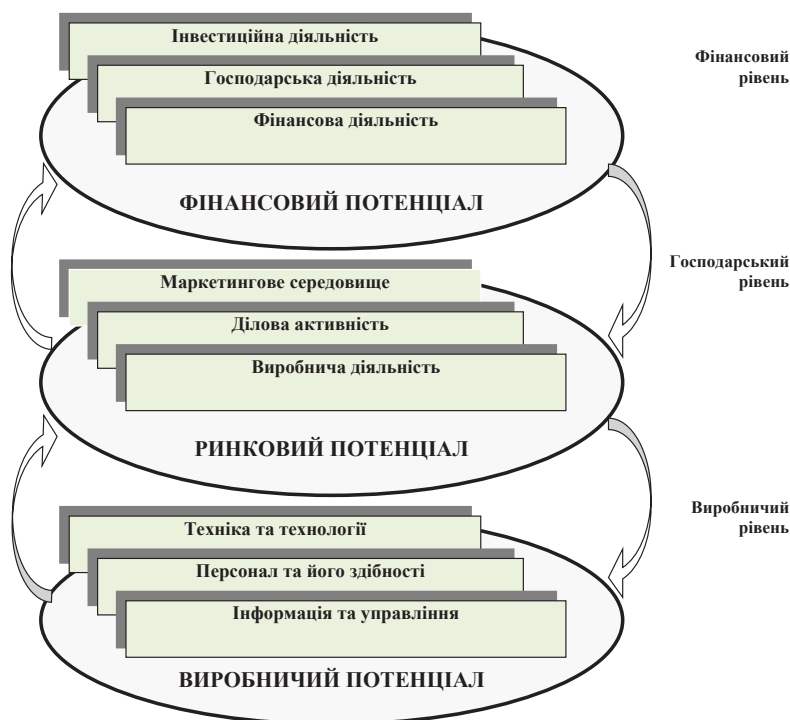 Інвестиційна діяльність
Господарська діяльність
Фінансова діяльність
ФІНАНСОВИЙ ПОТЕНЦІАЛ
Фінансовий
рівень
Маркетингове середовище
Ділова активність
Виробнича діяльність
РИНКОВИЙ ПОТЕНЦІАЛ
Господарський
рівень
Техніка та технології
Персонал та його здібності
Інформація та управління
ВИРОБНИЧИЙ ПОТЕНЦІАЛ
Виробничий
рівень